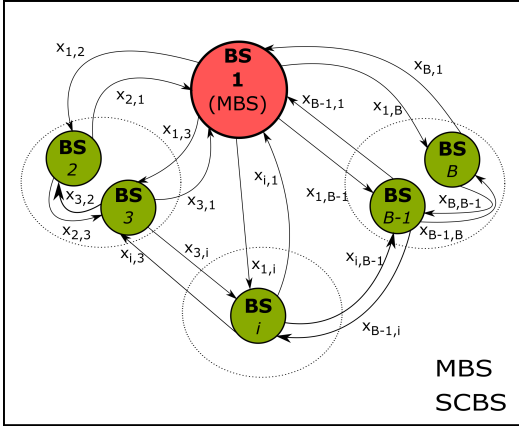 x1,2
x2,1
BS
1
(MBS)
xB,1
x1,B
xB-1,1
x1,3
BS
2
BS
B
x3,2
x2,3
BS
3
x3,1
xi,1
x1,B-1
BS
B-1
xB,B-1
xB-1,B
xi,3
x3,i
x1,i
xi,B-1
BS
i
xB-1,i
MBS
SCBS